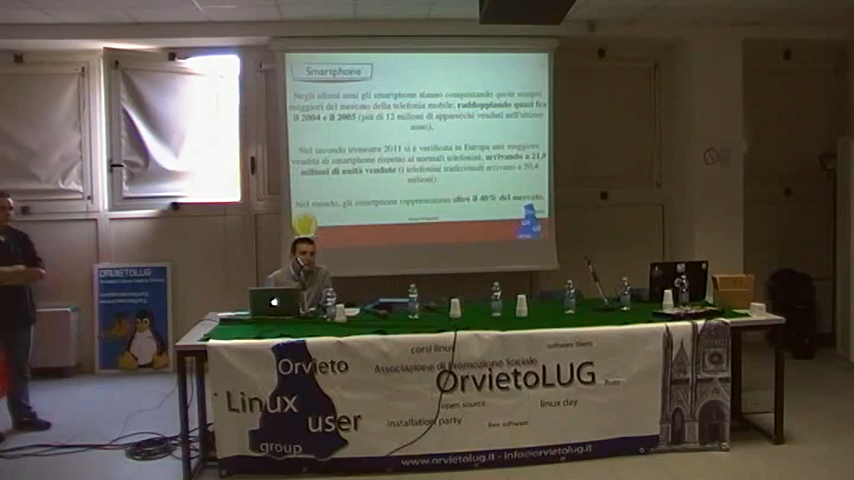 Smartphone
Negli ultimi anni gli smartphone stanno conquistando quote sempre
maggiori del mercato della telefonia mobile, raddoppiando quasi fra
il 2004 e il 2005 (più di 12 milioni di apparecchi venduti nell'ultimo
anno).
Nel secondo trimestre 2011 si è verificata in Europa una maggiore
vendita di smartphone rispetto ai normali telefonini, arrivando a 21,8
milioni di unità vendute (i telefonini tradizionali arrivano a 20,4
milioni)
Nel mondo, gli smartphone rappresentano oltre il 40% del mercato.
ORVIETOLUG
Orvieto
Linux
user
group
corsi linux
software libero
Associazione di Promozione Sociale
OrvietoLUG
open source
linux day
installation party
free software
www.orvietolug.it - info@orvietolug.it